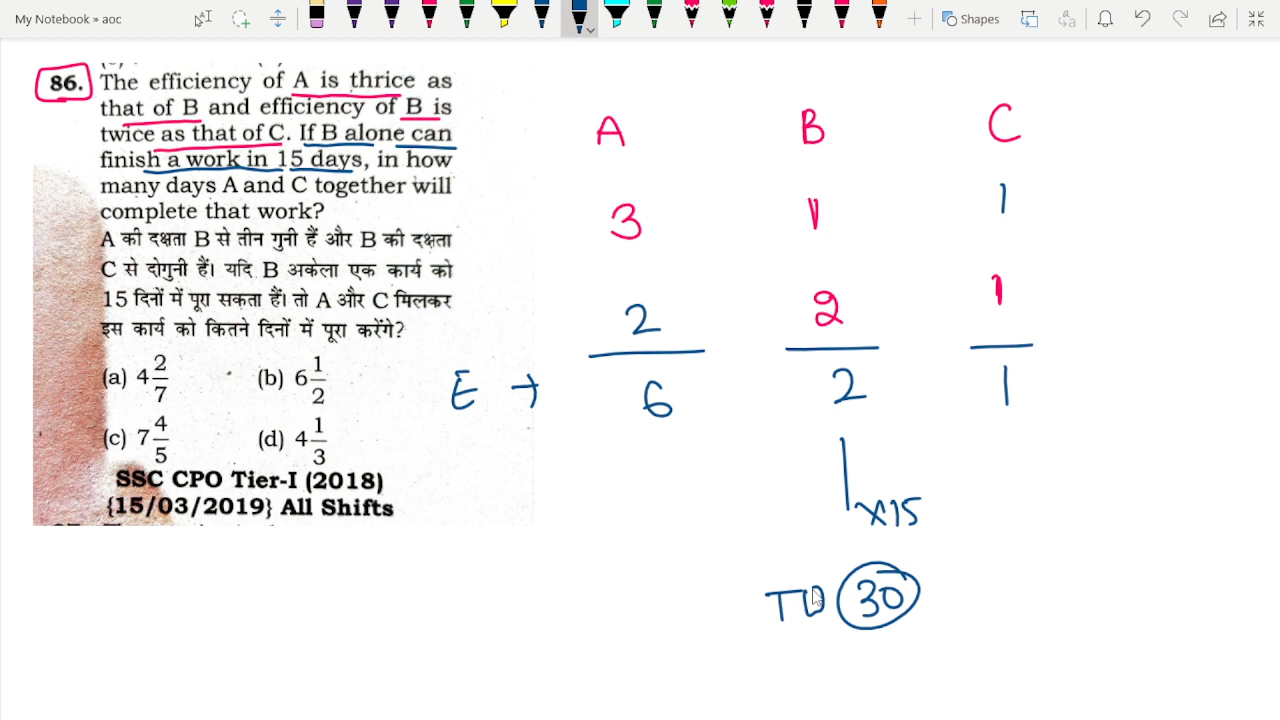 My Notebook » aoc
Shapes
86. The efficiency of A is thrice as
that of B and efficiency of B is
twice as that of C. If B alone can
finish a work in 15 days, in how
many days A and C together will
complete that work?
A की दक्षता B से तीन गुनी हैं और B की दक्षता
C से दोगुनी हैं। यदि B अकेला एक कार्य को
15 दिनों में पूरा सकता हैं। तो A और C मिलकर
इस कार्य को कितने दिनों में पूरा करेंगे?
(a) 4 2/7 (b) 6 1/2
(c) 7 4/5 (d) 4 1/3
SSC CPO Tier-I (2018)
{15/03/2019} All Shifts
A B C
3 1 1
2 2 1
E → 6 2 1
×15
TW 30